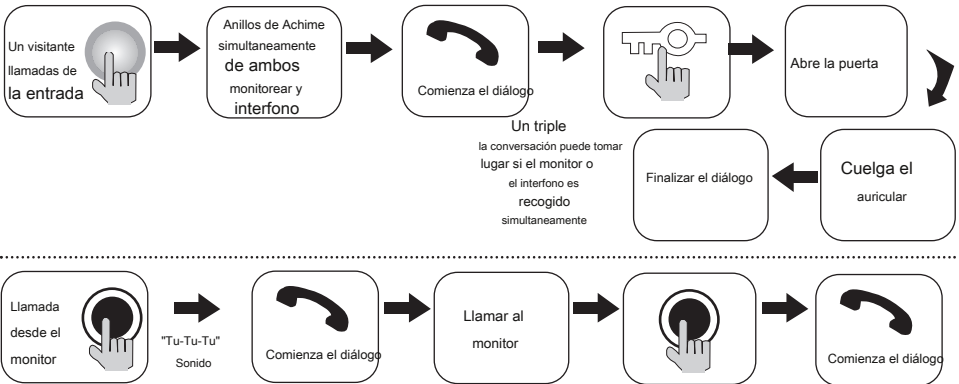 Un visitante
llamadas de
la entrada
Anillos de Achime
simultaneamente
de ambos
monitorear y
interfono
Comienza el diálogo
Un triple
la conversación puede tomar
lugar si el monitor o
el interfono es
recogido
simultaneamente
Abre la puerta
Cuelga el
auricular
Finalizar el diálogo
Llamada
desde el
monitor
"Tu-Tu-Tu"
Sonido
Comienza el diálogo
Llamar al
monitor
Comienza el diálogo